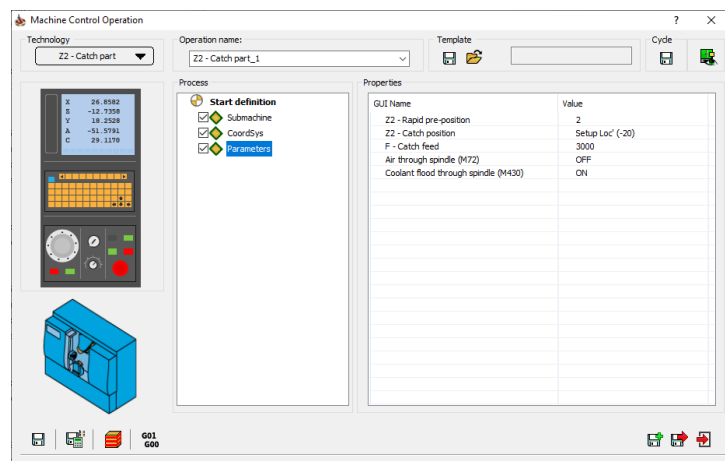 Machine Control Operation
?
Technology
Z2 - Catch part
Operation name:
Z2 - Catch part_1
Template
Cycle
X 26.8582
Z -12.7358
Y 18.2528
A -51.5791
C 29.1178
Process
Start definition
Submachine
CoordSys
Parameters
Properties
GUI Name Value
Z2 - Rapid pre-position 2
Z2 - Catch position Setup Loc' (-20)
F - Catch feed 3000
Air through spindle (M72) OFF
Coolant flood through spindle (M430) ON
G01
G00